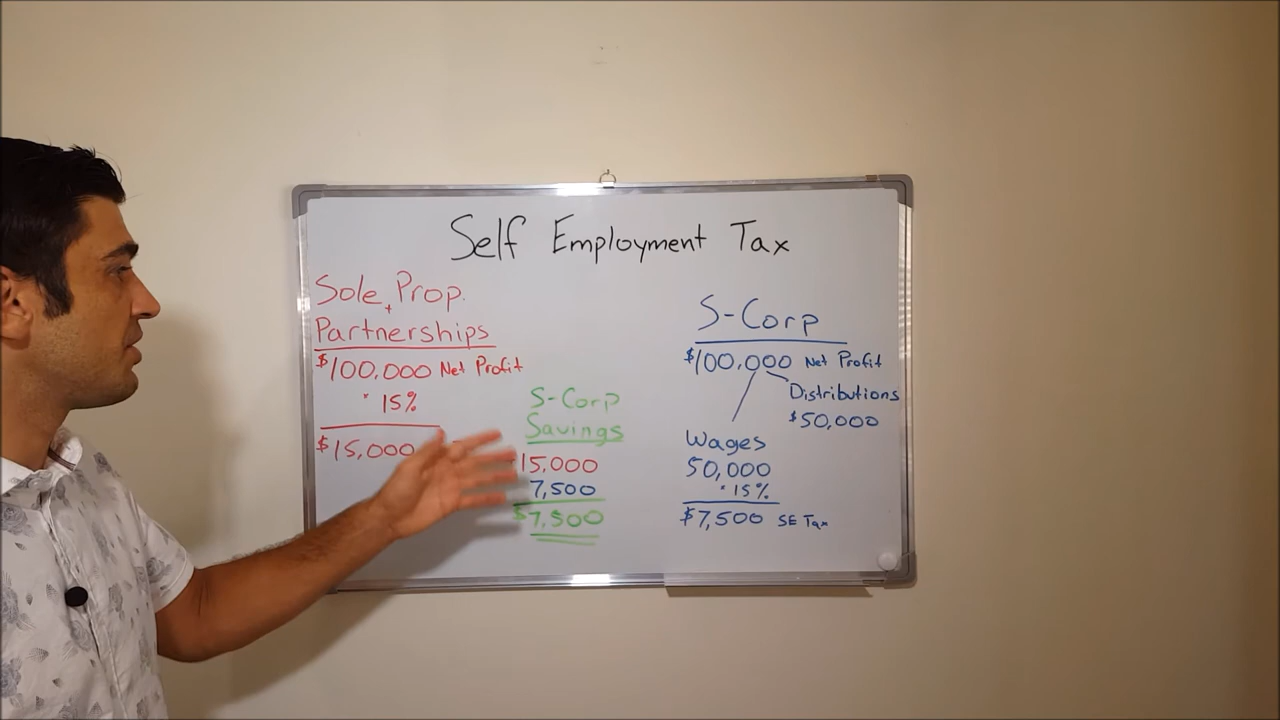 Self Employment Tax
Sole Prop.
+
Partnerships
$100,000 Net Profit
* 15%
$15,000
S-Corp
Savings
15,000
7,500
$7,500
S-Corp
$100,000 Net Profit
Distributions
$50,000
Wages
50,000
* 15%
$7,500 SE Tax